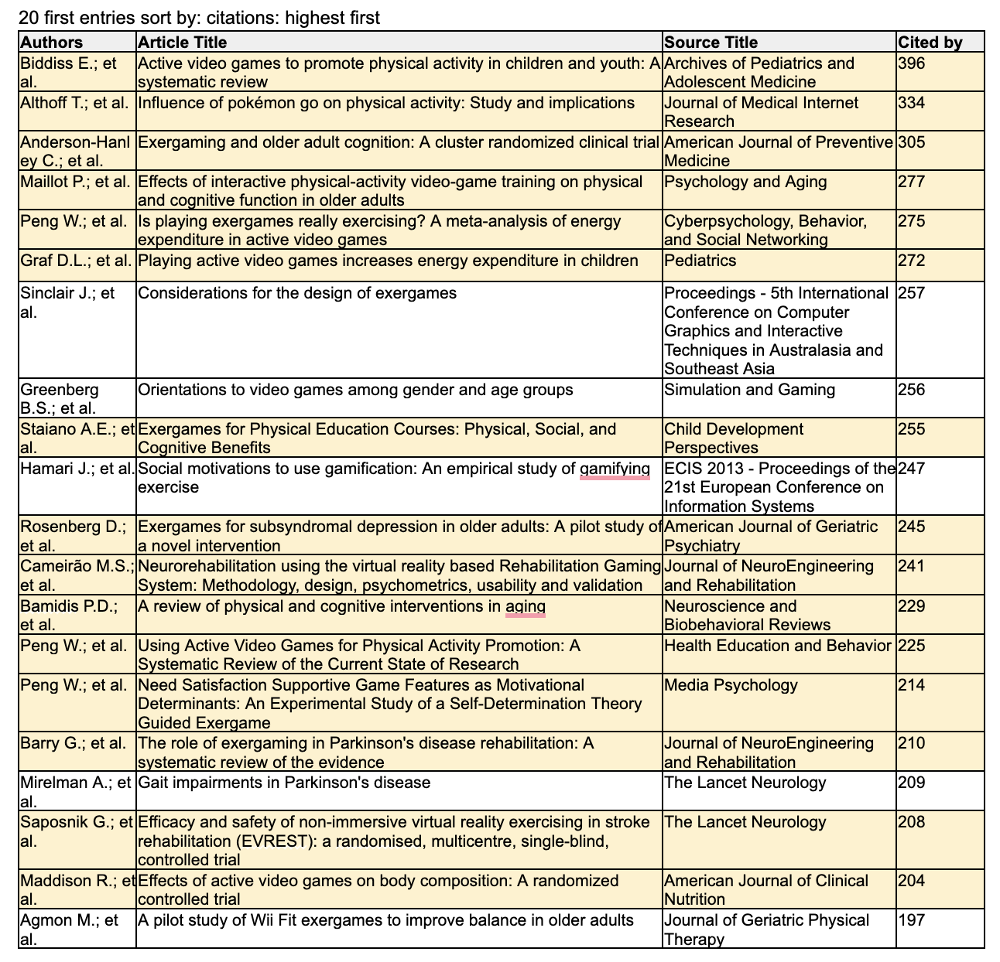 20 first entries sort by: citations: highest first
Authors Article Title Source Title Cited by
Biddiss E.; et Active video games to promote physical activity in children and youth: A Archives of Pediatrics and 396
al. systematic review Adolescent Medicine
Althoff T.; et al. Influence of pokémon go on physical activity: Study and implications Journal of Medical Internet 334
Research
Anderson-Hanl Exergaming and older adult cognition: A cluster randomized clinical trial American Journal of Preventive 305
ey C.; et al. Medicine
Maillot P.; et al. Effects of interactive physical-activity video-game training on physical Psychology and Aging 277
and cognitive function in older adults
Peng W.; et al. Is playing exergames really exercising? A meta-analysis of energy Cyberpsychology, Behavior, 275
expenditure in active video games and Social Networking
Graf D.L.; et al. Playing active video games increases energy expenditure in children Pediatrics 272
Sinclair J.; et Considerations for the design of exergames Proceedings - 5th International 257
al. Conference on Computer
Graphics and Interactive
Techniques in Australasia and
Southeast Asia
Greenberg Orientations to video games among gender and age groups Simulation and Gaming 256
B.S.; et al.
Staiano A.E.; et Exergames for Physical Education Courses: Physical, Social, and Child Development 255
al. Cognitive Benefits Perspectives
Hamari J.; et al. Social motivations to use gamification: An empirical study of gamifying ECIS 2013 - Proceedings of the 247
exercise 21st European Conference on
Information Systems
Rosenberg D.; Exergames for subsyndromal depression in older adults: A pilot study of American Journal of Geriatric 245
et al. a novel intervention Psychiatry
Cameirão M.S.; Neurorehabilitation using the virtual reality based Rehabilitation Gaming Journal of NeuroEngineering 241
et al. System: Methodology, design, psychometrics, usability and validation and Rehabilitation
Bamidis P.D.; A review of physical and cognitive interventions in aging Neuroscience and 229
et al. Biobehavioral Reviews
Peng W.; et al. Using Active Video Games for Physical Activity Promotion: A Health Education and Behavior 225
Systematic Review of the Current State of Research
Peng W.; et al. Need Satisfaction Supportive Game Features as Motivational Media Psychology 214
Determinants: An Experimental Study of a Self-Determination Theory
Guided Exergame
Barry G.; et al. The role of exergaming in Parkinson's disease rehabilitation: A Journal of NeuroEngineering 210
systematic review of the evidence and Rehabilitation
Mirelman A.; et Gait impairments in Parkinson's disease The Lancet Neurology 209
al.
Saposnik G.; et Efficacy and safety of non-immersive virtual reality exercising in stroke The Lancet Neurology 208
al. rehabilitation (EVREST): a randomised, multicentre, single-blind,
controlled trial
Maddison R.; et Effects of active video games on body composition: A randomized American Journal of Clinical 204
al. controlled trial Nutrition
Agmon M.; et A pilot study of Wii Fit exergames to improve balance in older adults Journal of Geriatric Physical 197
al. Therapy